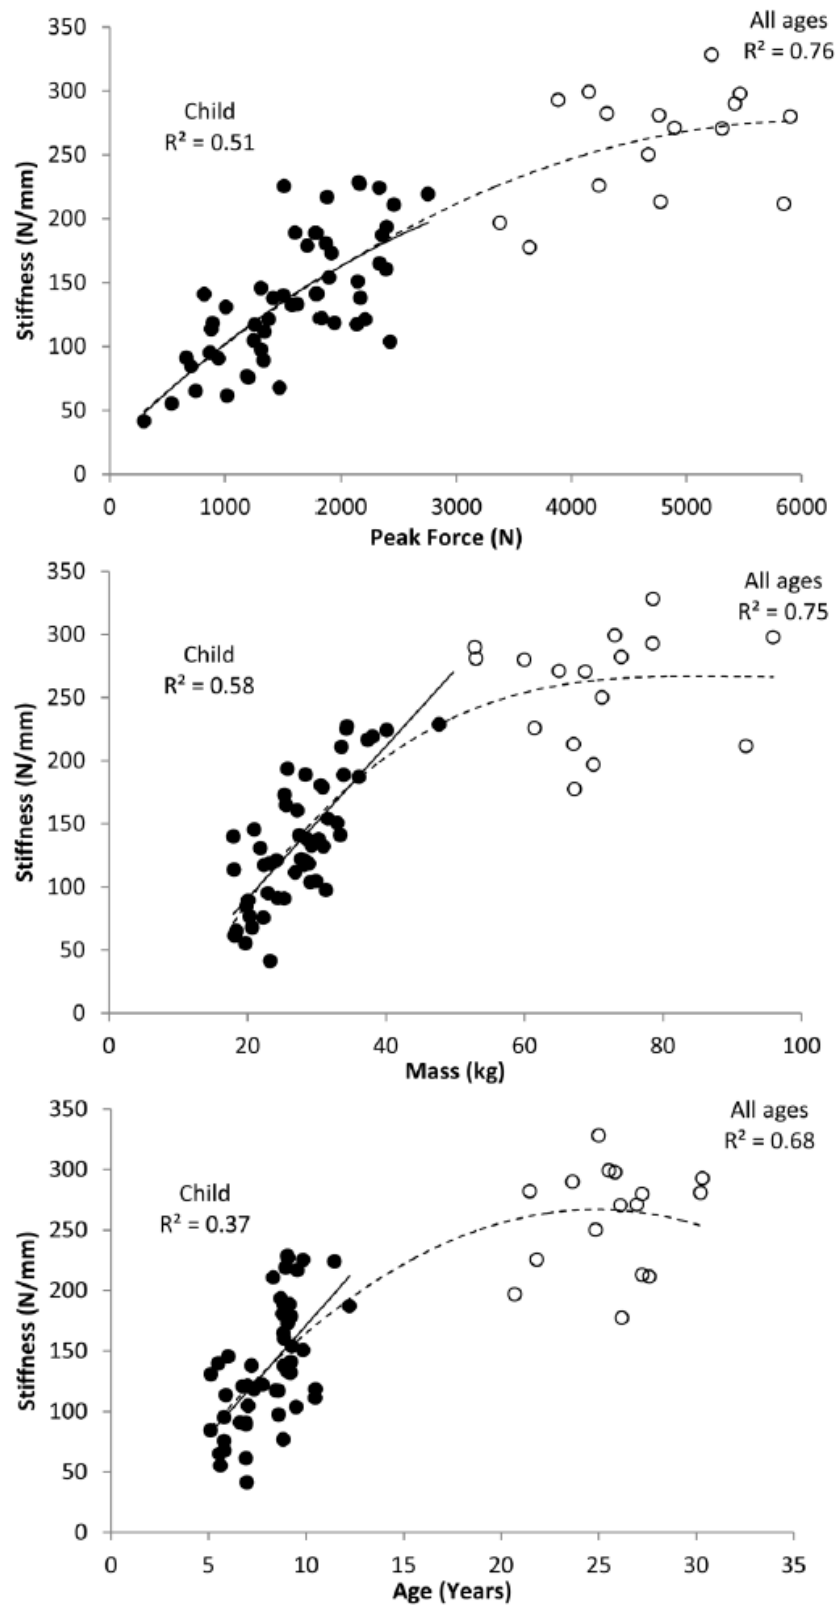 350
All ages
R² = 0.76
300
Child
R² = 0.51
250
200
150
100
50
0
Stiffness (N/mm)
0 1000 2000 3000 4000 5000 6000
Peak Force (N)
350
All ages
R² = 0.75
300
Child
R² = 0.58
250
200
150
100
50
0
Stiffness (N/mm)
0 20 40 60 80 100
Mass (kg)
350
All ages
R² = 0.68
300
Child
R² = 0.37
250
200
150
100
50
0
Stiffness (N/mm)
0 5 10 15 20 25 30 35
Age (Years)